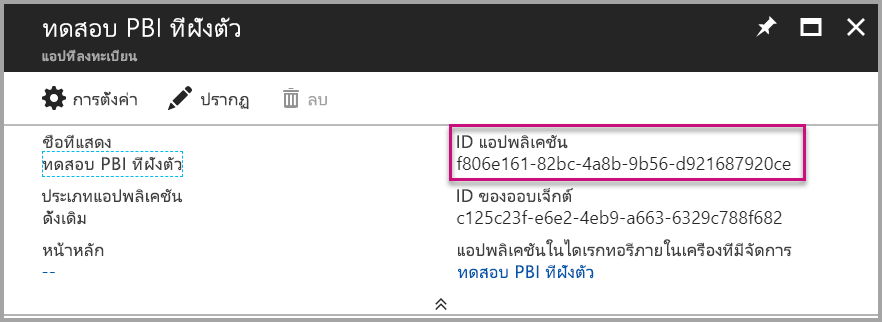 ทดสอบ PBI ที่ฝังตัว
แอปที่ลงทะเบียน
การตั้งค่า
ปรากฏ
ลบ
ชื่อที่แสดง
ทดสอบ PBI ที่ฝังตัว
ID แอปพลิเคชัน
f806e161-82bc-4a8b-9b56-d921687920ce
ประเภทแอปพลิเคชัน
ดั้งเดิม
ID ของออบเจ็กต์
c125c23f-e6e2-4eb9-a663-6329c788f682
หน้าหลัก
--
แอปพลิเคชันในไดเรกทอรีภายในเครื่องที่มีจัดการ
ทดสอบ PBI ที่ฝังตัว